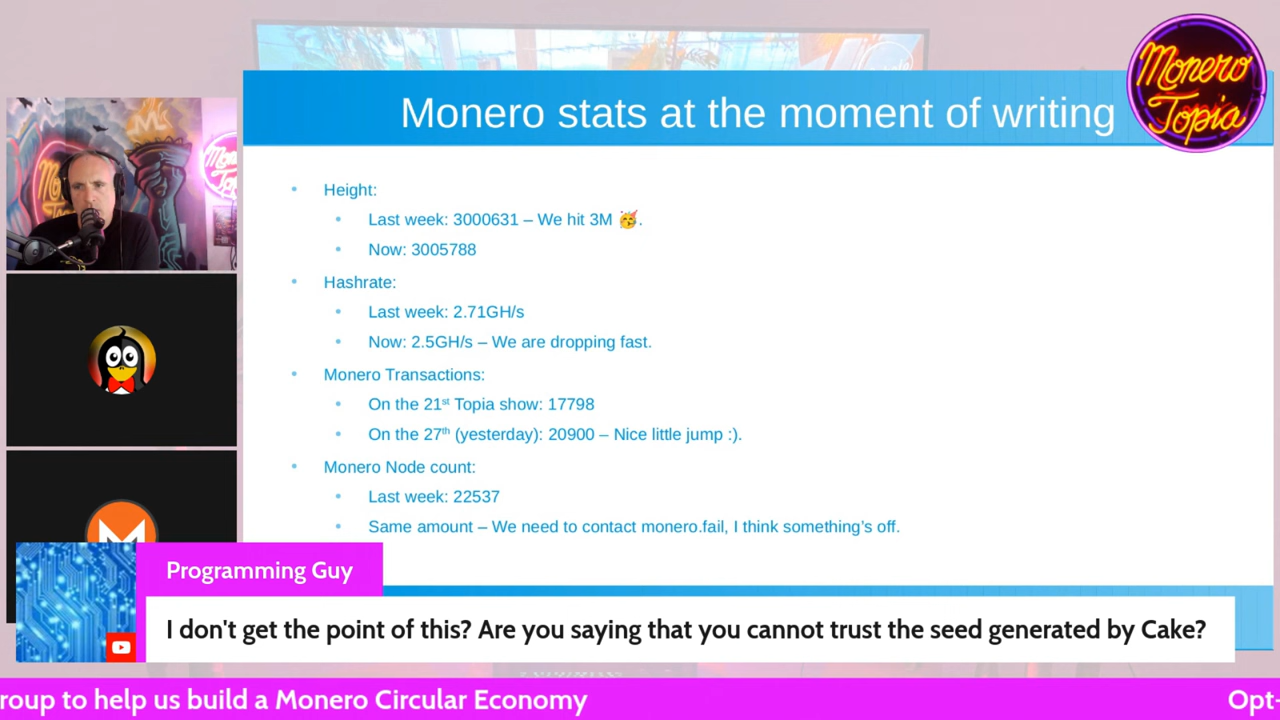 Monero stats at the moment of writing
Monero
Topia
• Height:
• Last week: 3000631 – We hit 3M 🥳.
• Now: 3005788
• Hashrate:
• Last week: 2.71GH/s
• Now: 2.5GH/s – We are dropping fast.
• Monero Transactions:
• On the 21st Topia show: 17798
• On the 27th (yesterday): 20900 – Nice little jump :).
• Monero Node count:
• Last week: 22537
• Same amount – We need to contact monero.fail, I think something's off.
Programming Guy
I don't get the point of this? Are you saying that you cannot trust the seed generated by Cake?
roup to help us build a Monero Circular Economy
Opt-